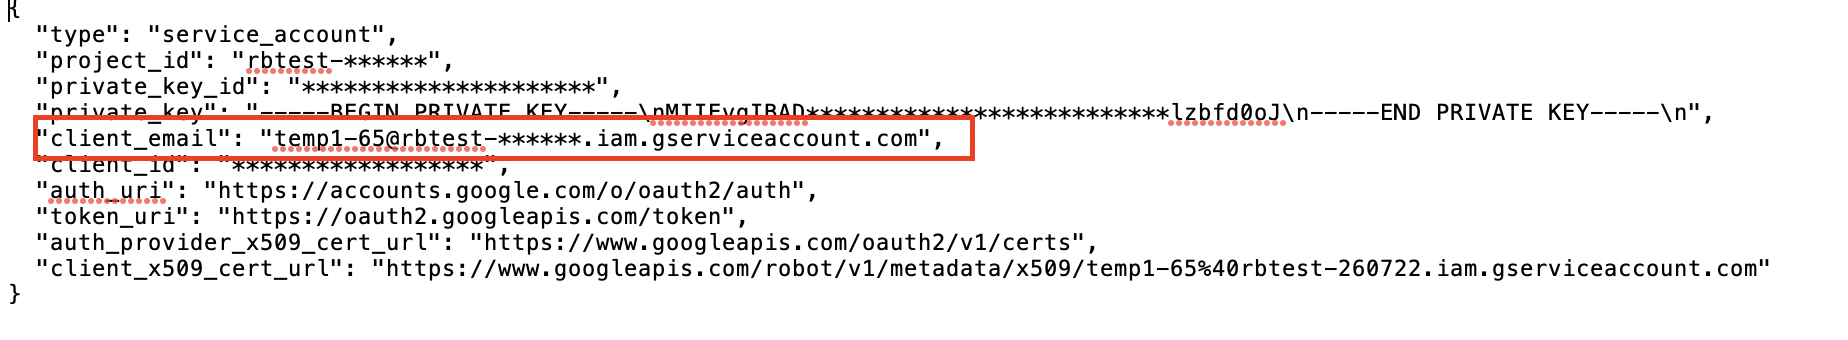 {
"type": "service_account",
"project_id": "rbtest-******",
"private_key_id": "*********************",
"private_key": "-----BEGIN PRIVATE KEY-----\nMIIEvgIBAD**************************lzbfd0oJ\n-----END PRIVATE KEY-----\n",
"client_email": "temp1-65@rbtest-******.iam.gserviceaccount.com",
"client_id": "******************",
"auth_uri": "https://accounts.google.com/o/oauth2/auth",
"token_uri": "https://oauth2.googleapis.com/token",
"auth_provider_x509_cert_url": "https://www.googleapis.com/oauth2/v1/certs",
"client_x509_cert_url": "https://www.googleapis.com/robot/v1/metadata/x509/temp1-65%40rbtest-260722.iam.gserviceaccount.com"
}